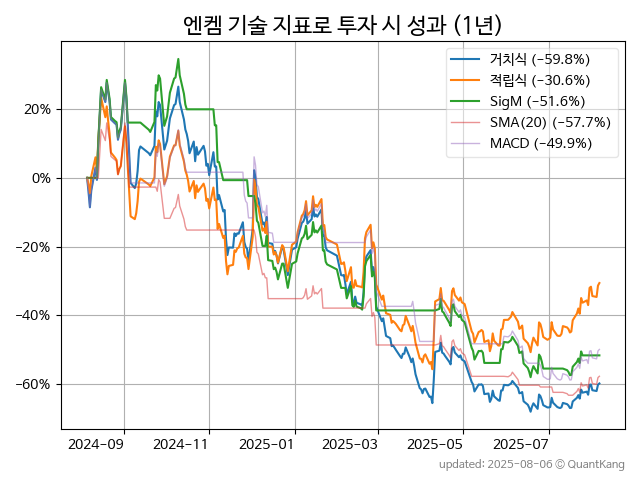 엔켐 기술 지표로 투자 시 성과 (1년)
거치식 (−59.8%)
적립식 (−30.6%)
SigM (−51.6%)
SMA(20) (−57.7%)
MACD (−49.9%)
20%
0%
−20%
−40%
−60%
2024−09 2024−11 2025−01 2025−03 2025−05 2025−07
updated: 2025-08-06 © QuantKang